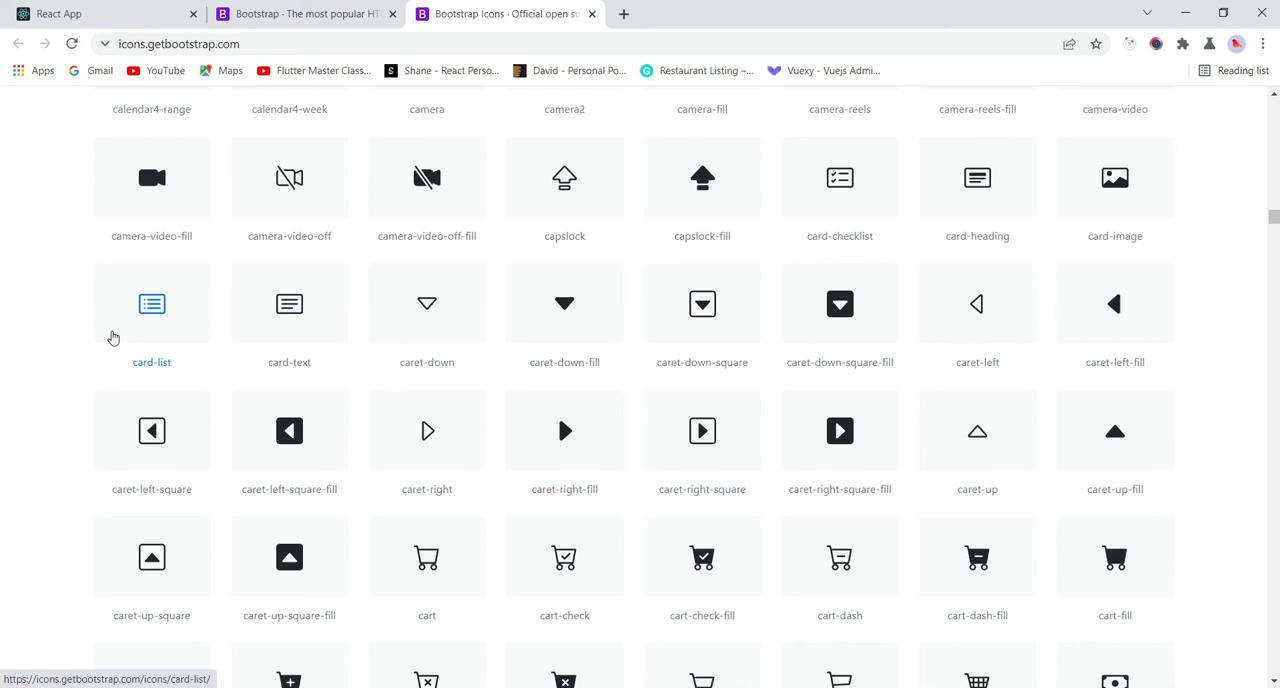 React App
Bootstrap · The most popular HT
Bootstrap Icons · Official open so
icons.getbootstrap.com
Apps
Gmail
YouTube
Maps
Flutter Master Class...
Shane - React Perso...
David - Personal Po...
Restaurant Listing –...
Vuexy - Vuejs Admi...
Reading list
calendar4-range
calendar4-week
camera
camera2
camera-fill
camera-reels
camera-reels-fill
camera-video
camera-video-fill
camera-video-off
camera-video-off-fill
capslock
capslock-fill
card-checklist
card-heading
card-image
card-list
card-text
caret-down
caret-down-fill
caret-down-square
caret-down-square-fill
caret-left
caret-left-fill
caret-left-square
caret-left-square-fill
caret-right
caret-right-fill
caret-right-square
caret-right-square-fill
caret-up
caret-up-fill
caret-up-square
caret-up-square-fill
cart
cart-check
cart-check-fill
cart-dash
cart-dash-fill
cart-fill
https://icons.getbootstrap.com/icons/card-list/